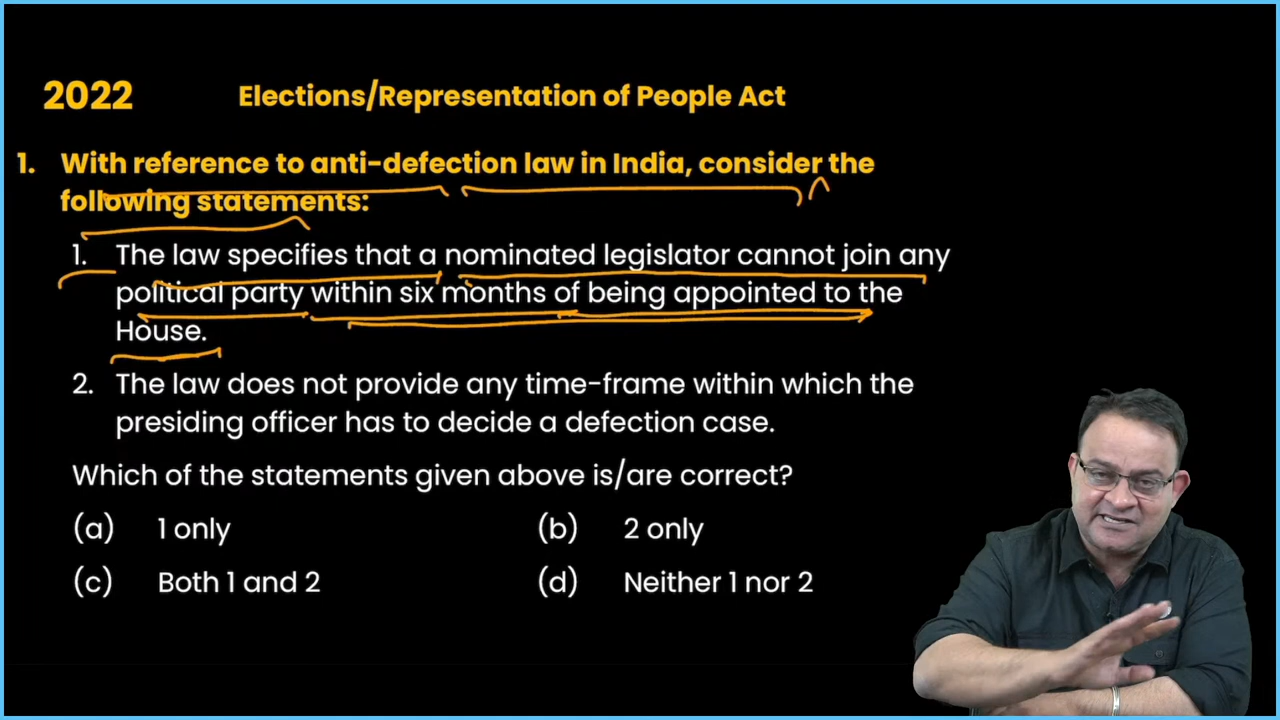 2022 Elections/Representation of People Act
1. With reference to anti-defection law in India, consider the
following statements:
1. The law specifies that a nominated legislator cannot join any
political party within six months of being appointed to the
House.
2. The law does not provide any time-frame within which the
presiding officer has to decide a defection case.
Which of the statements given above is/are correct?
(a) 1 only (b) 2 only
(c) Both 1 and 2 (d) Neither 1 nor 2